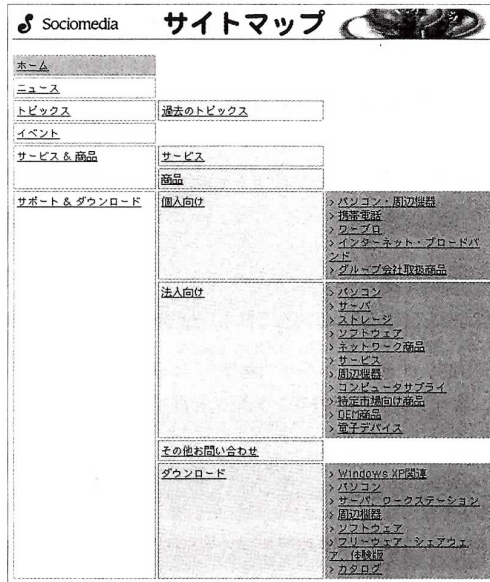 Sociomedia サイトマップ
ホーム
ニュース
トピックス 過去のトピックス
イベント
サービス & 商品 サービス
商品
サポート & ダウンロード 個人向け
> パソコン・周辺機器
> 携帯電話
> ワープロ
> インターネット・ブロードバ
ンド
> グループ会社取扱商品
法人向け
> パソコン
> サーバ
> ストレージ
> ソフトウェア
> ネットワーク商品
> サービス
> 周辺機器
> コンピュータサプライ
> 特定市場向け商品
> OEM商品
> 電子デバイス
その他お問い合わせ
ダウンロード
> Windows XP関連
> パソコン
> サーバ、ワークステーション
> 周辺機器
> ソフトウェア
> フリーウェア、シェアウェ
ア、体験版
> カタログ